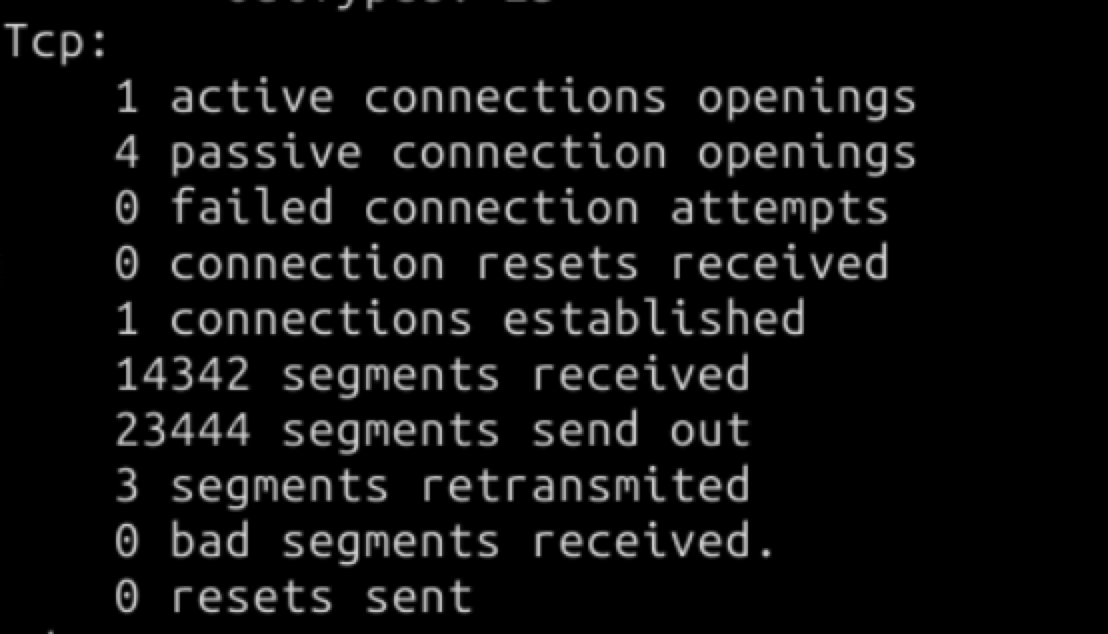 Tcp:
1 active connections openings
4 passive connection openings
0 failed connection attempts
0 connection resets received
1 connections established
14342 segments received
23444 segments send out
3 segments retransmited
0 bad segments received.
0 resets sent